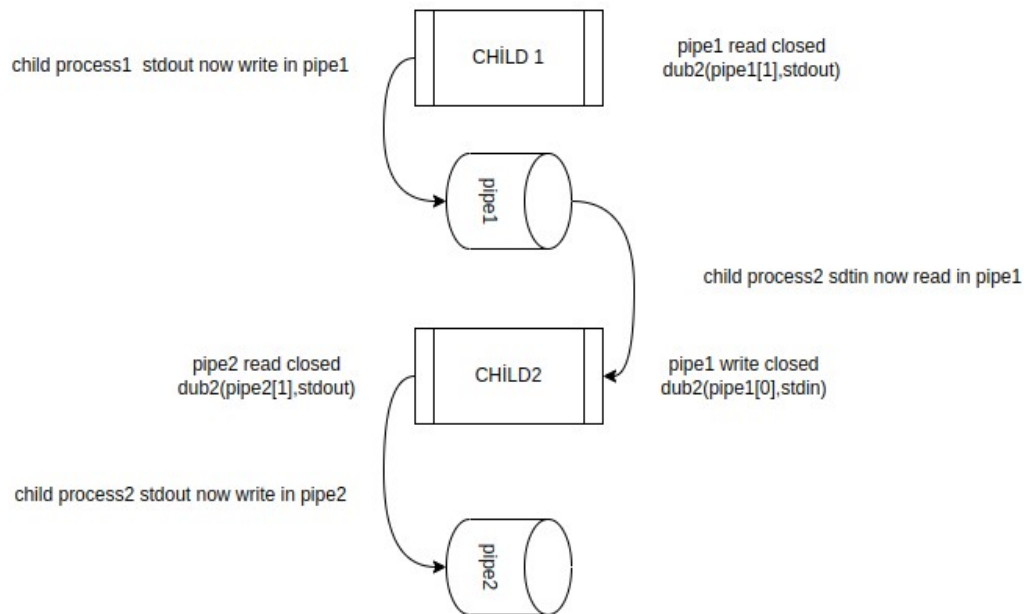 CHİLD 1
child process1 stdout now write in pipe1
pipe1 read closed
dub2(pipe1[1],stdout)
pipe1
child process2 sdtin now read in pipe1
pipe2 read closed
dub2(pipe2[1],stdout)
CHİLD2
pipe1 write closed
dub2(pipe1[0],stdin)
child process2 stdout now write in pipe2
pipe2